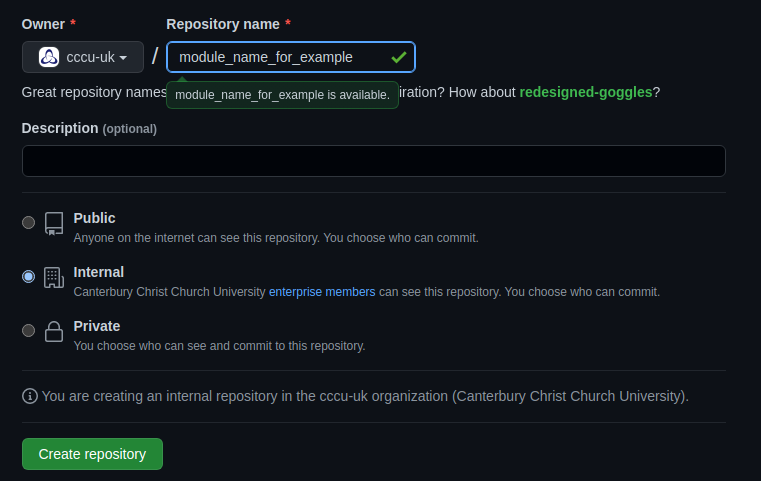 Owner * Repository name *
cccu-uk / module_name_for_example
Great repository names iration? How about redesigned-goggles?
module_name_for_example is available.
Description (optional)
Public
Anyone on the internet can see this repository. You choose who can commit.
Internal
Canterbury Christ Church University enterprise members can see this repository. You choose who can commit.
Private
You choose who can see and commit to this repository.
You are creating an internal repository in the cccu-uk organization (Canterbury Christ Church University).
Create repository